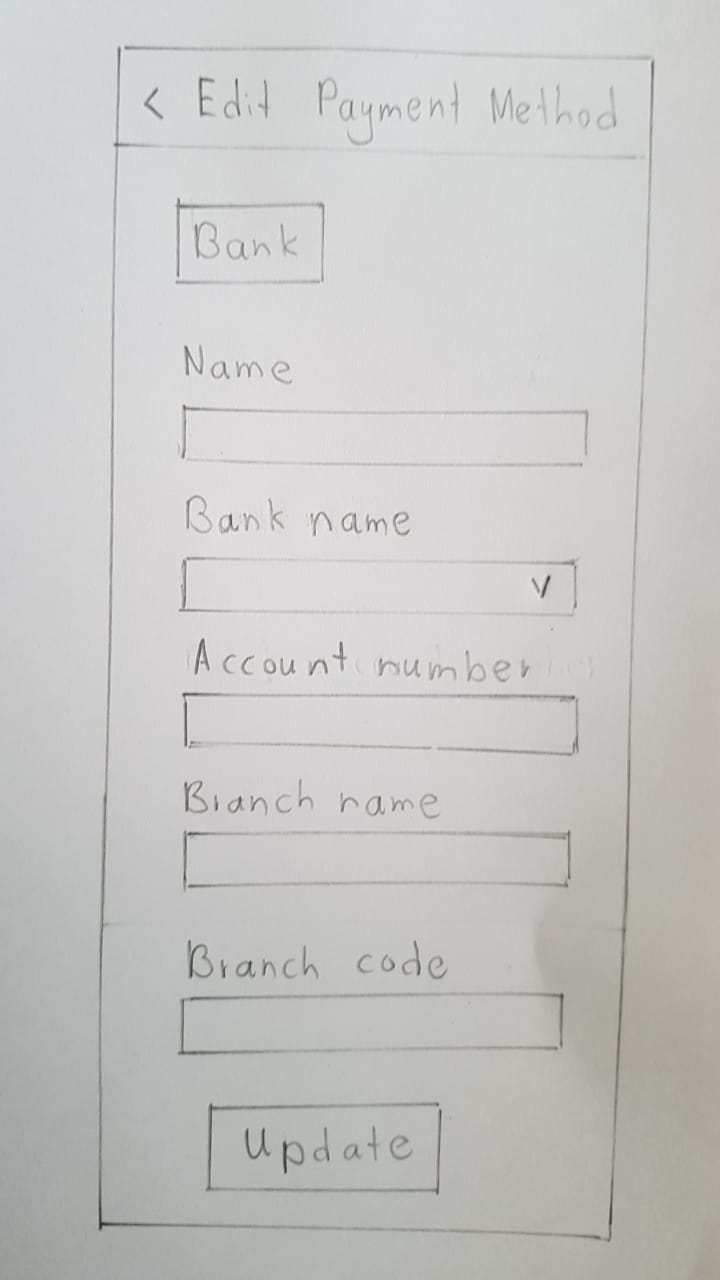 < Edit Payment Method
Bank
Name
Bank name
v
Account number
Branch name
Branch code
Update